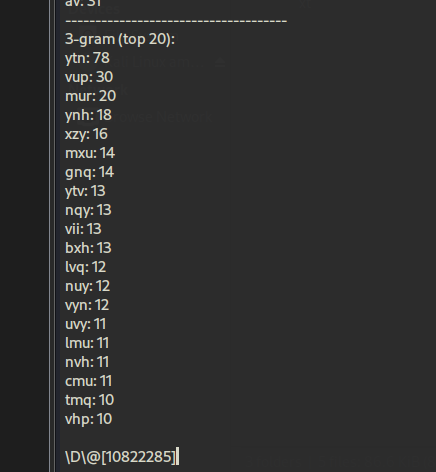 av: 31
-------------------------------------
3-gram (top 20):
ytn: 78
vup: 30
mur: 20
ynh: 18
xzy: 16
mxu: 14
gnq: 14
ytv: 13
nqy: 13
vii: 13
bxh: 13
lvq: 12
nuy: 12
vyn: 12
uvy: 11
lmu: 11
nvh: 11
cmu: 11
tmq: 10
vhp: 10
\D\@[10822285]